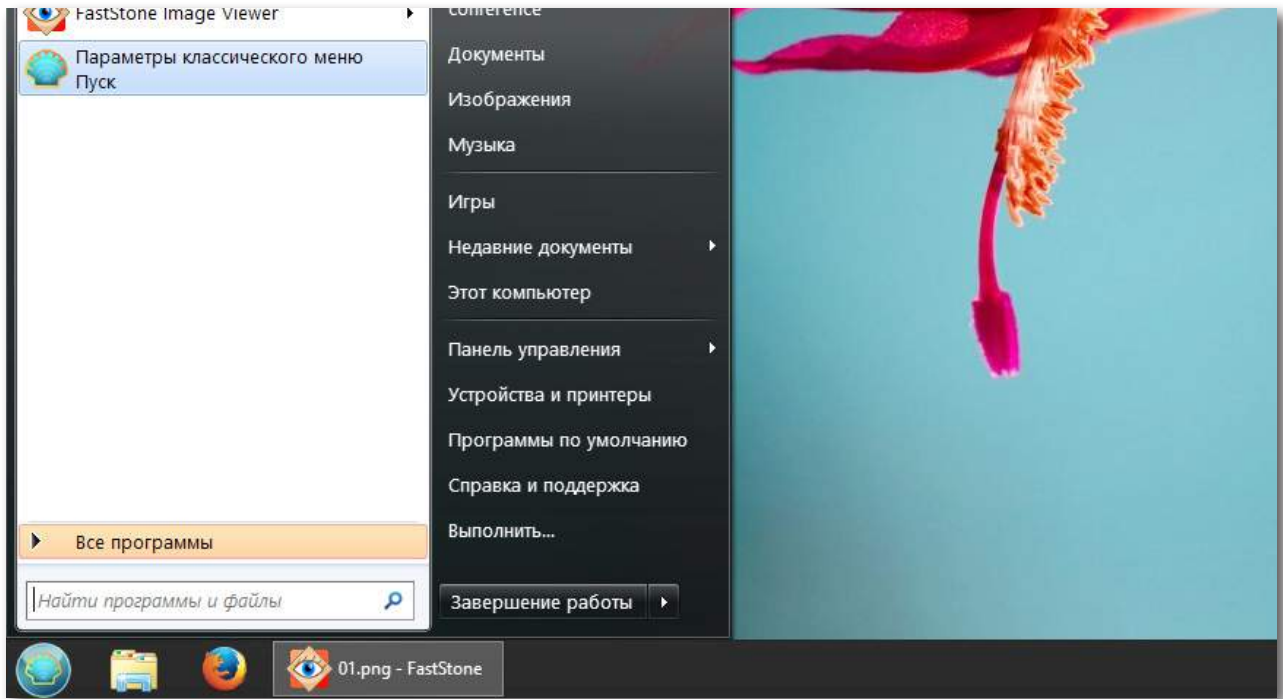 FastStone Image Viewer
Параметры классического меню
Пуск
Все программы
Найти программы и файлы
conference
Документы
Изображения
Музыка
Игры
Недавние документы
Этот компьютер
Панель управления
Устройства и принтеры
Программы по умолчанию
Справка и поддержка
Выполнить...
Завершение работы
01.png - FastStone